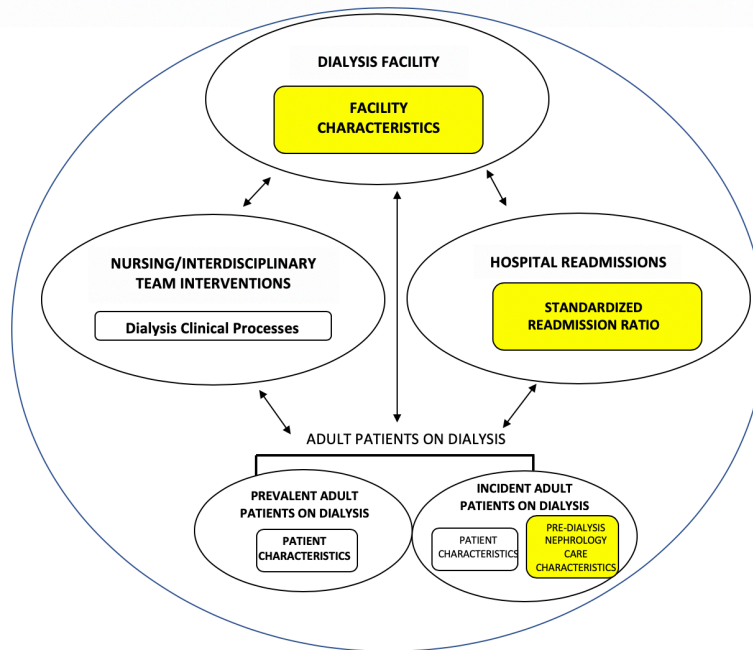 DIALYSIS FACILITY
FACILITY
CHARACTERISTICS
NURSING/INTERDISCIPLINARY
TEAM INTERVENTIONS
Dialysis Clinical Processes
HOSPITAL READMISSIONS
STANDARDIZED
READMISSION RATIO
ADULT PATIENTS ON DIALYSIS
PREVALENT ADULT
PATIENTS ON DIALYSIS
PATIENT
CHARACTERISTICS
INCIDENT ADULT
PATIENTS ON DIALYSIS
PATIENT
CHARACTERISTICS
PRE-DIALYSIS
NEPHROLOGY
CARE
CHARACTERISTICS